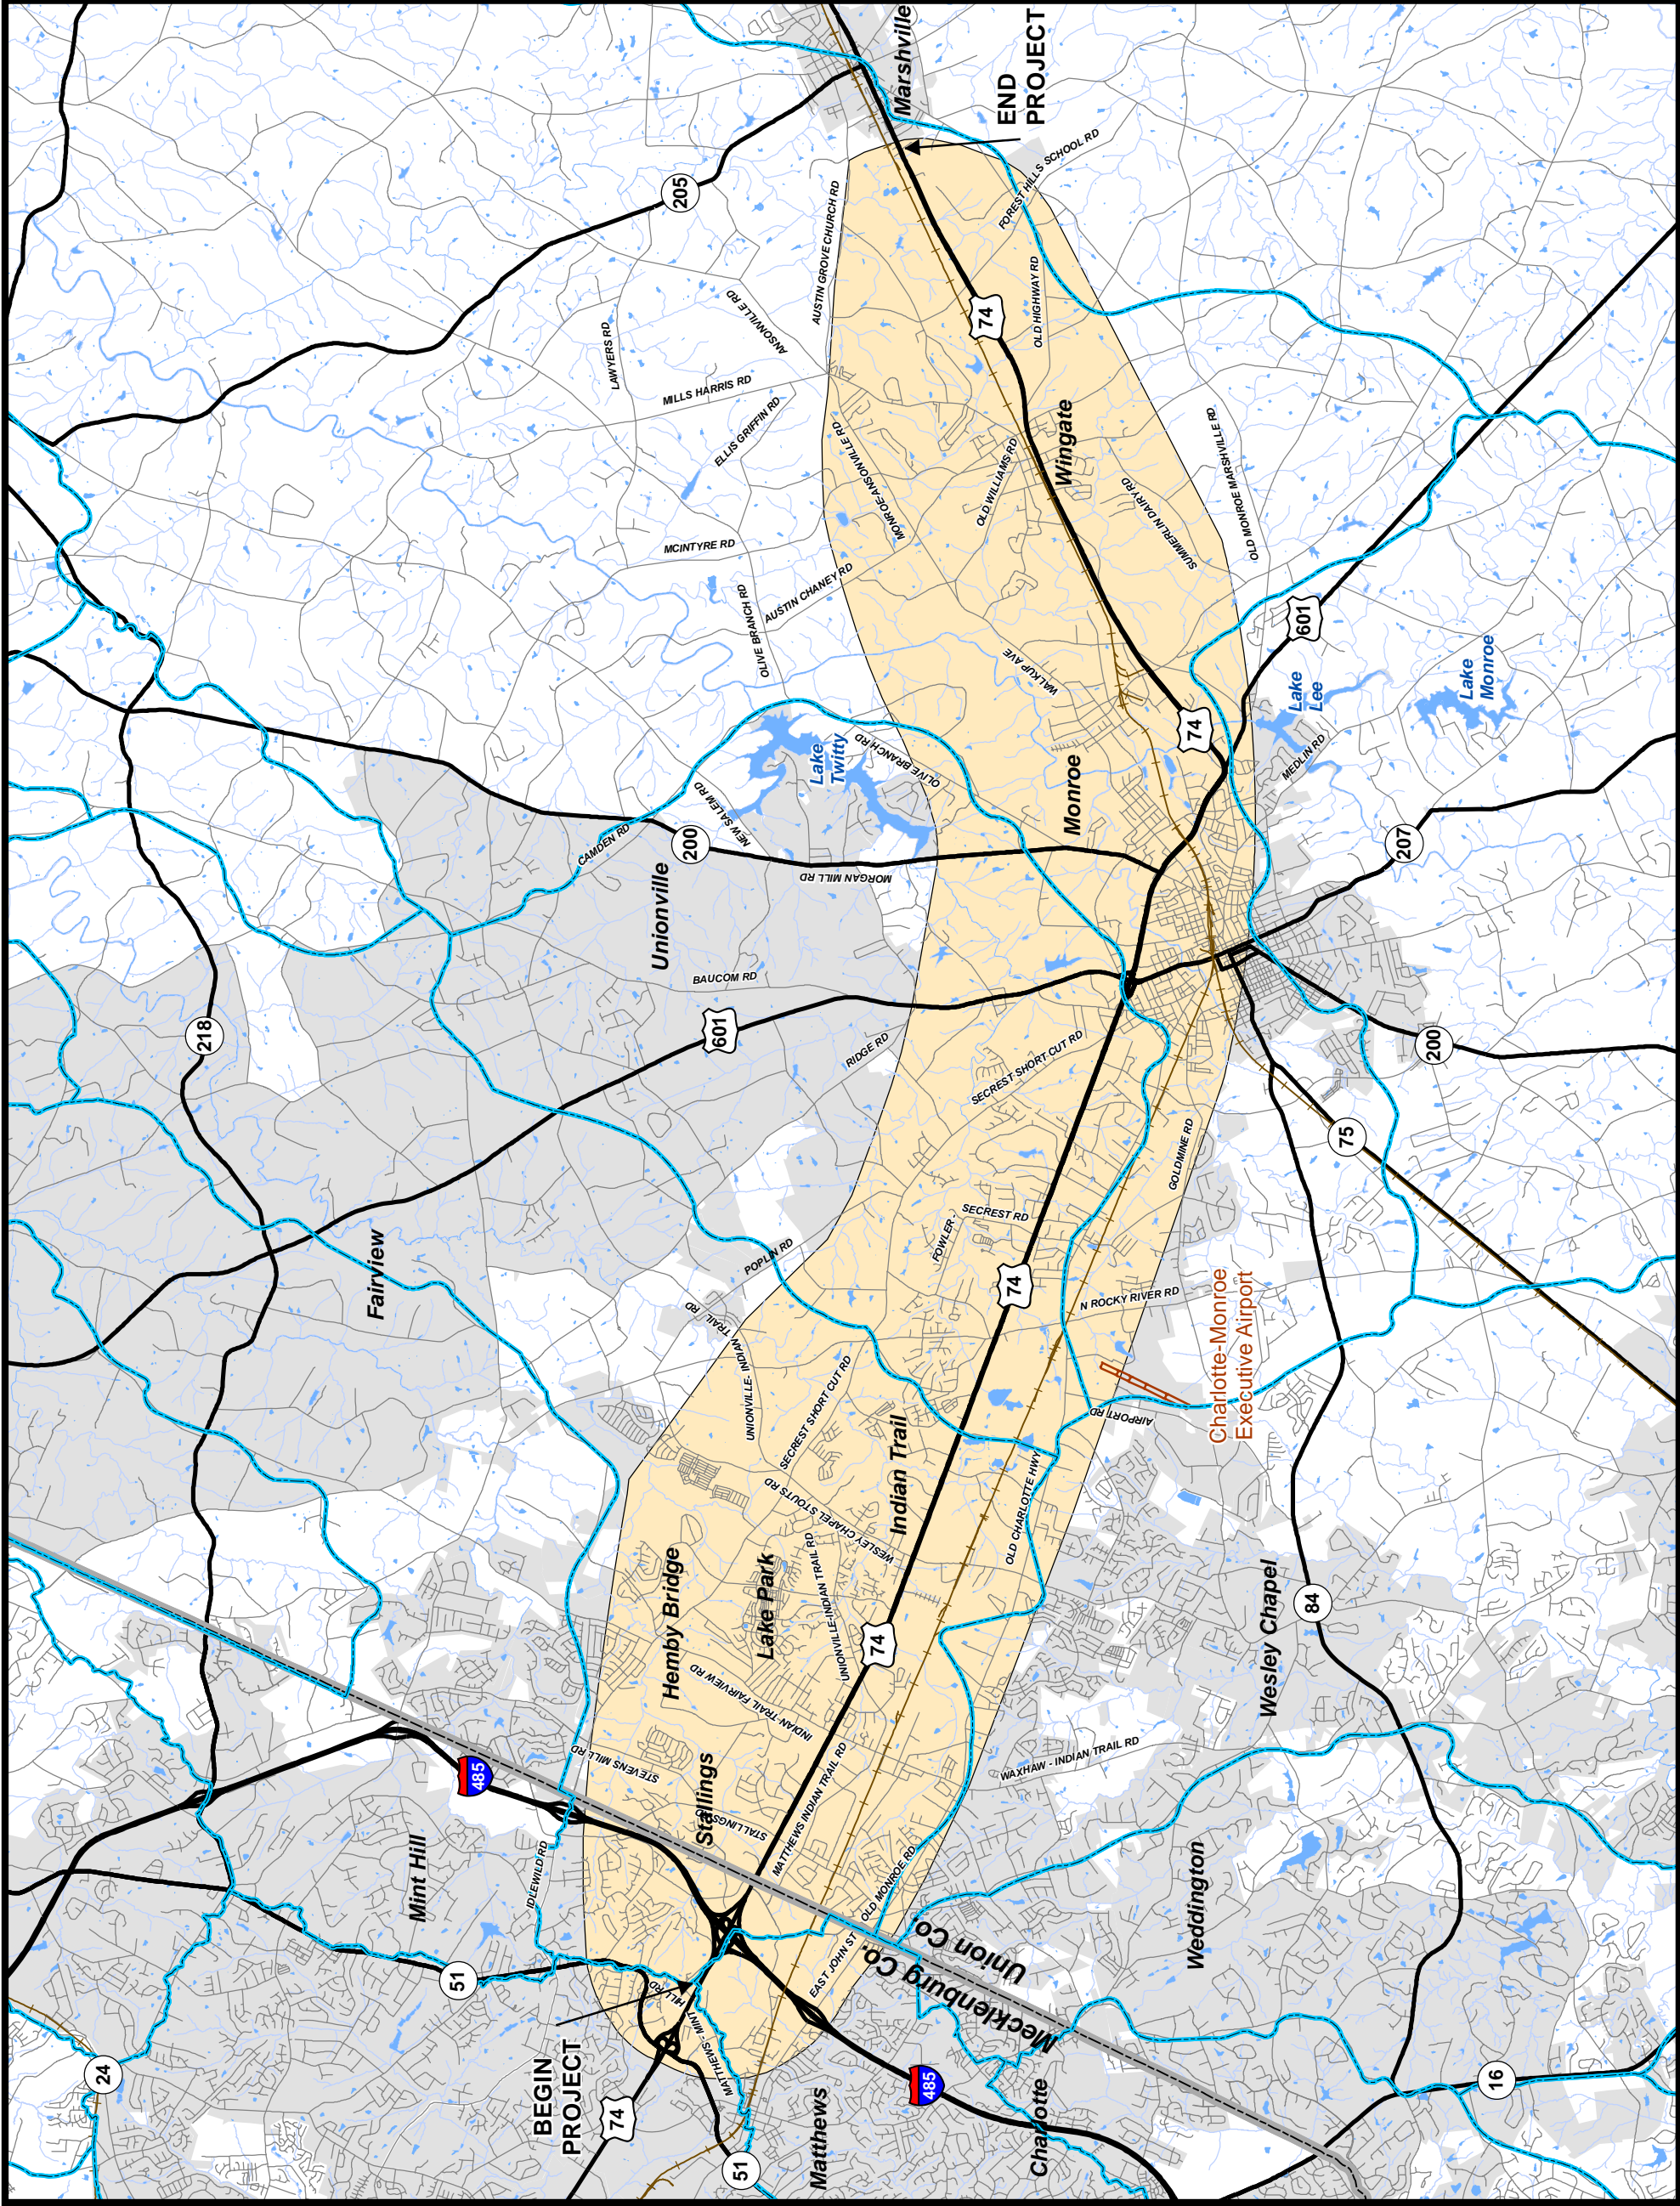 Marshville
END
PROJECT
205
AUSTIN GROVE CHURCH RD
FOREST HILLS SCHOOL RD
ANSONVILLE RD
LAWYERS RD
MILLS HARRIS RD
ELLIS GRIFFIN RD
74
OLD HIGHWAY RD
MONROE ANSONVILLE RD
OLD WILLIAMS RD
Wingate
SUMMERLIN DAIRY RD
OLD MONROE MARSHVILLE RD
MCINTYRE RD
AUSTIN CHANEY RD
OLIVE BRANCH RD
WALKUP AVE
601
Lake
Lee
Lake
Monroe
74
MEDLIN RD
Lake
Twitty
OLIVE BRANCH RD
NEW SALEM RD
CAMDEN RD
200
MORGAN MILL RD
Monroe
207
Unionville
BAUCOM RD
218
601
RIDGE RD
SECREST SHORT CUT RD
200
75
GOLDMINE RD
Fairview
POPLIN RD
FOWLER -
SECREST RD
74
N ROCKY RIVER RD
Charlotte-Monroe
Executive Airport
AIRPORT RD
UNIONVILLE- INDIAN TRAIL RD
SECREST SHORT CUT RD
WESLEY CHAPEL STOUTS RD
Indian Trail
OLD CHARLOTTE HWY
Hemby Bridge
Lake Park
UNIONVILLE-INDIAN TRAIL RD
74
INDIAN TRAIL FAIRVIEW RD
Wesley Chapel
84
STEVENS MILL RD
Stallings
STALLINGS
MATTHEWS INDIAN TRAIL RD
WAXHAW - INDIAN TRAIL RD
485
Mint Hill
IDLEWILD RD
OLD MONROE RD
Weddington
Union Co.
Mecklenburg Co.
EAST JOHN ST
51
MATTHEWS - MINT
HILL RD
BEGIN
PROJECT
74
24
51
Matthews
485
Charlotte
16